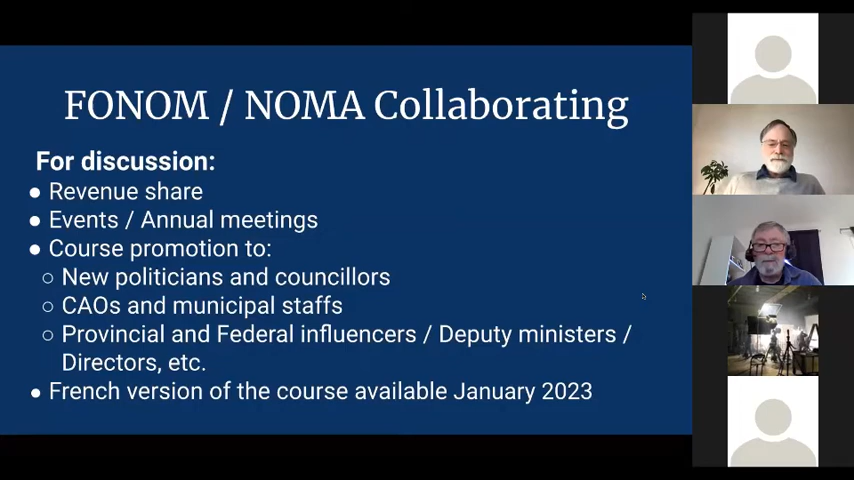 FONOM / NOMA Collaborating
For discussion:
● Revenue share
● Events / Annual meetings
● Course promotion to:
○ New politicians and councillors
○ CAOs and municipal staffs
○ Provincial and Federal influencers / Deputy ministers /
Directors, etc.
● French version of the course available January 2023